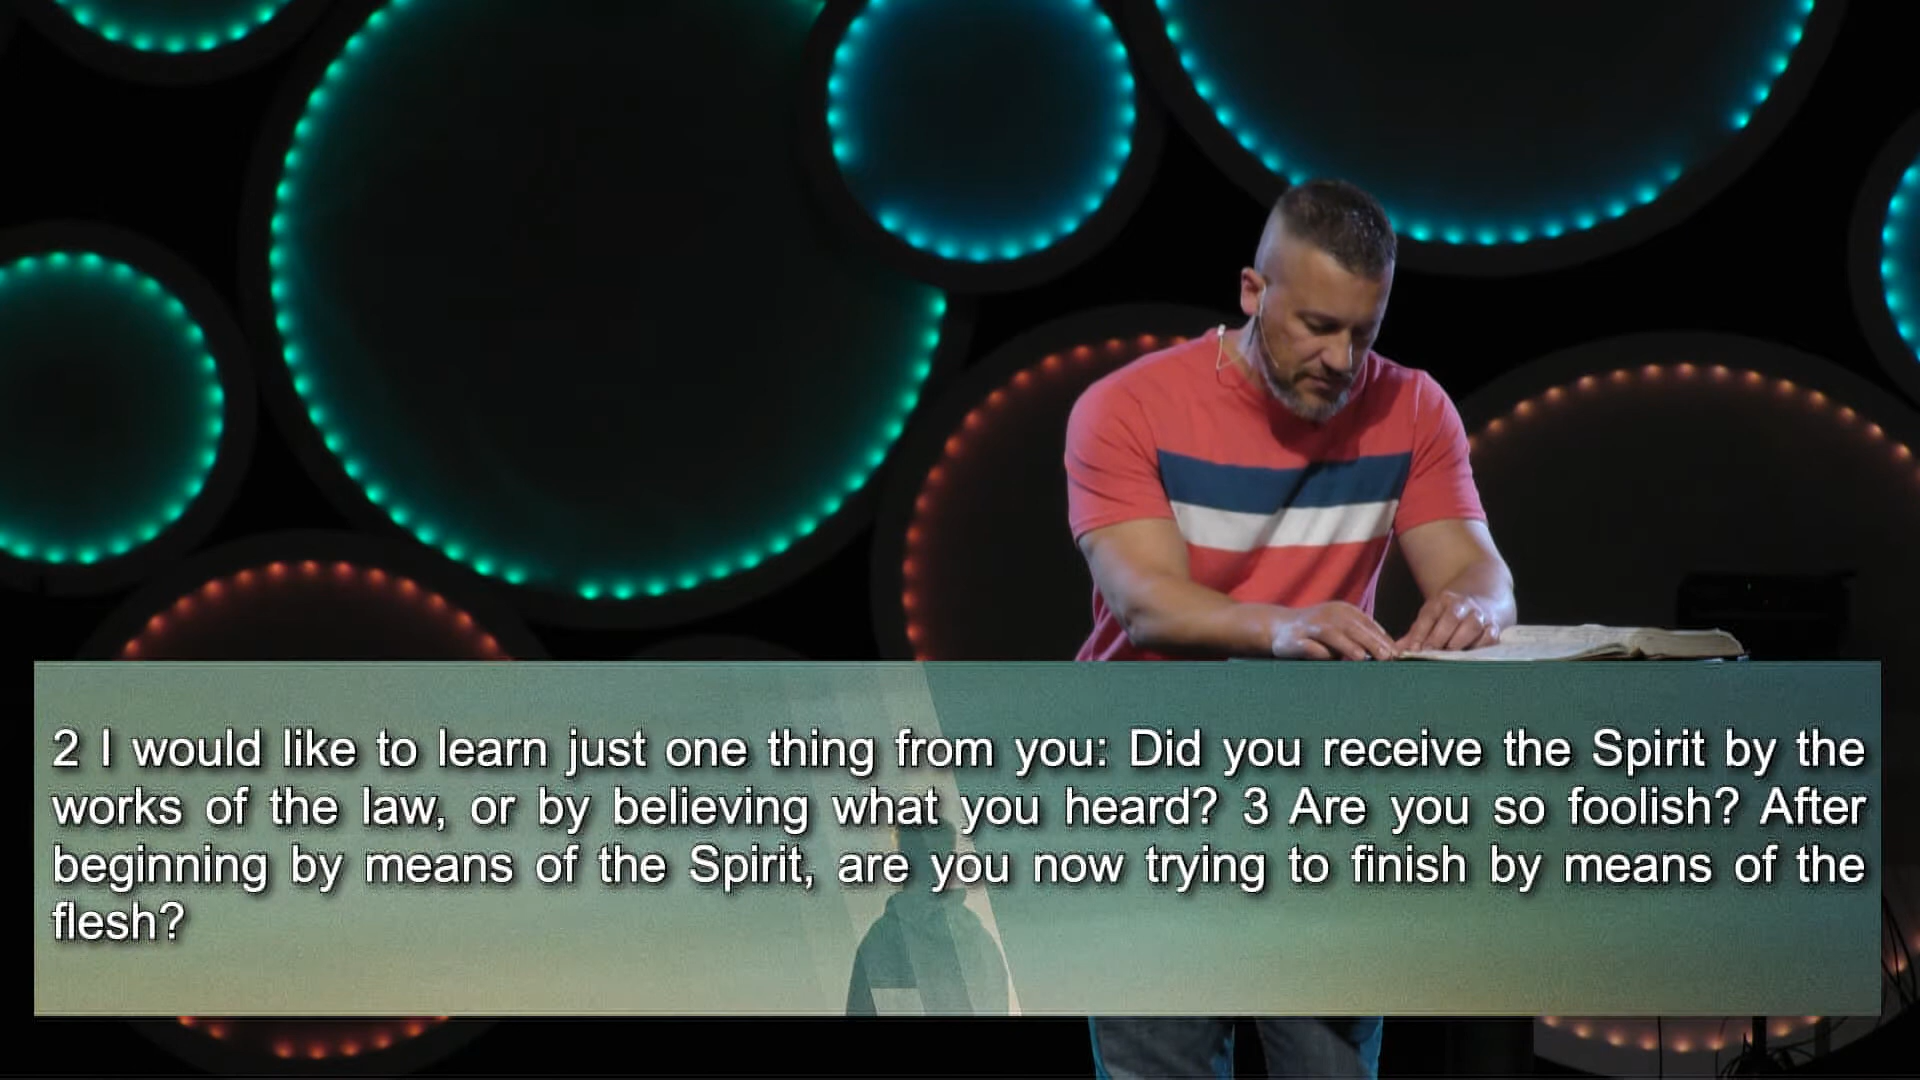 2 I would like to learn just one thing from you: Did you receive the Spirit by the
works of the law, or by believing what you heard? 3 Are you so foolish? After
beginning by means of the Spirit, are you now trying to finish by means of the
flesh?